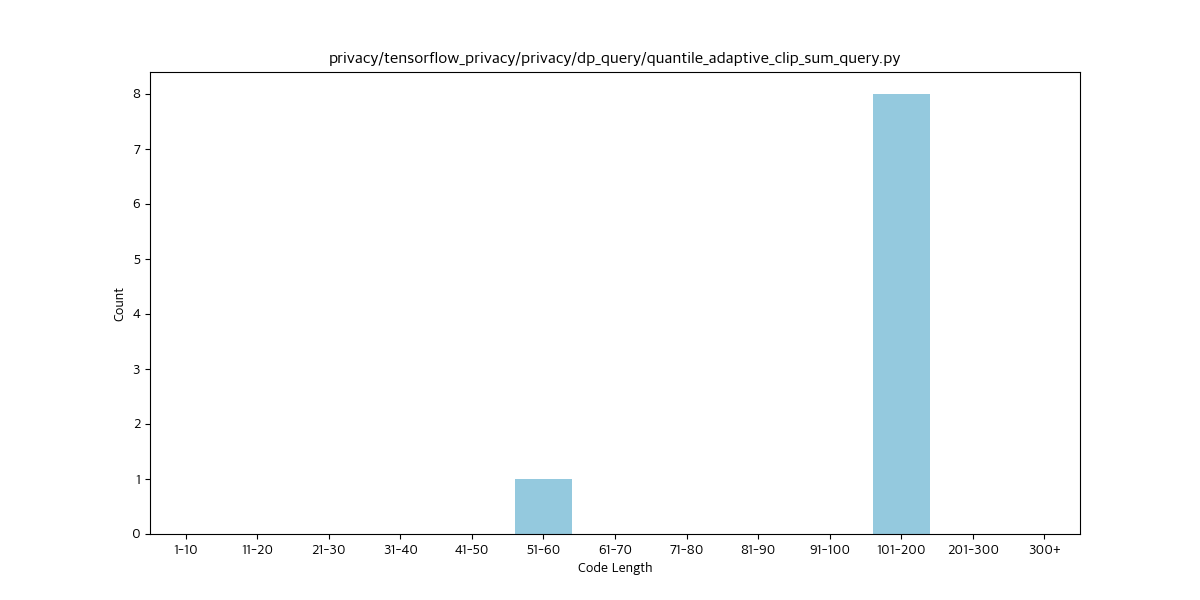 privacy/tensorflow_privacy/privacy/dp_query/quantile_adaptive_clip_sum_query.py
8
7
6
5
4
3
2
1
0
Count
1-10 11-20 21-30 31-40 41-50 51-60 61-70 71-80 81-90 91-100 101-200 201-300 300+
Code Length